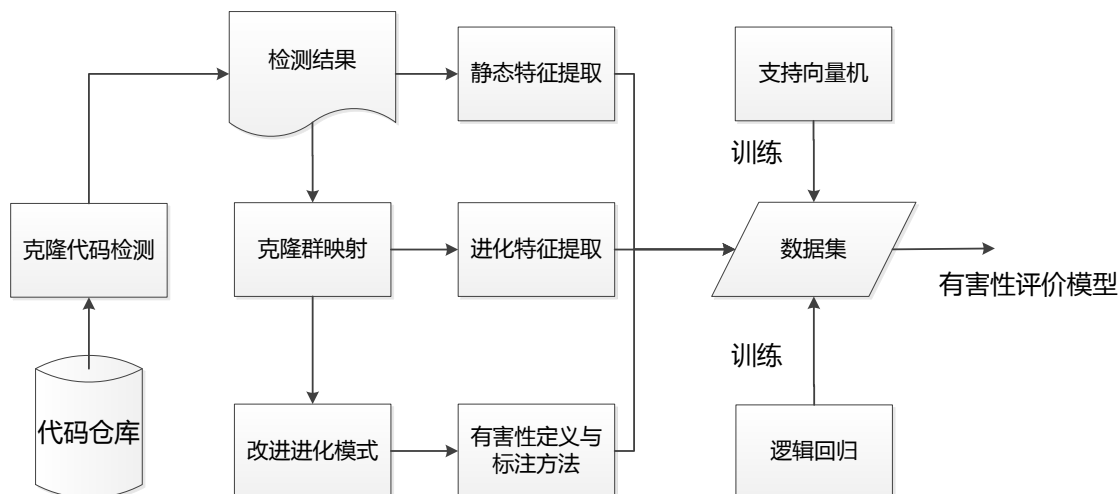 检测结果
静态特征提取
支持向量机
训练
克隆代码检测
克隆群映射
进化特征提取
数据集
有害性评价模型
训练
代码仓库
改进进化模式
有害性定义与
标注方法
逻辑回归